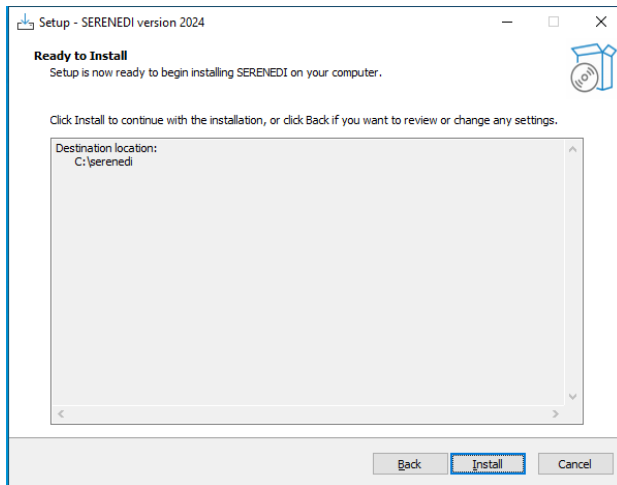 Setup - SERENEDI version 2024
Ready to Install
Setup is now ready to begin installing SERENEDI on your computer.
Click Install to continue with the installation, or click Back if you want to review or change any settings.
Destination location:
C:\serenedi
Back
Install
Cancel